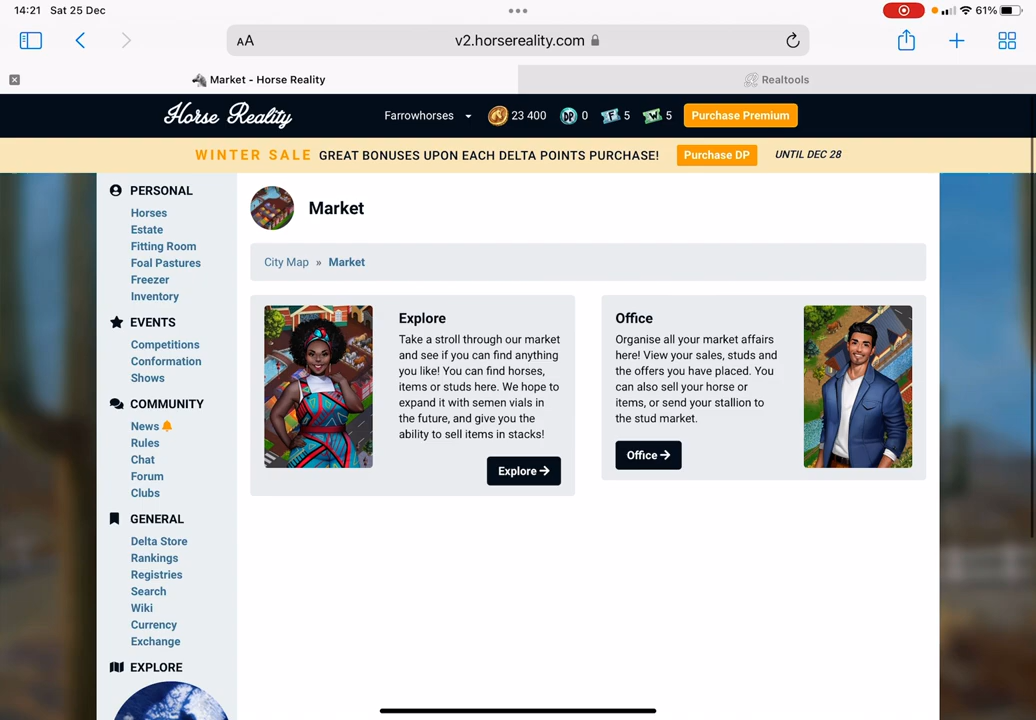 14:21 Sat 25 Dec
61%
AA
v2.horsereality.com
Market - Horse Reality
Realtools
Horse Reality
Farrowhorses
23 400
0
5
5
Purchase Premium
WINTER SALE GREAT BONUSES UPON EACH DELTA POINTS PURCHASE!
Purchase DP
UNTIL DEC 28
PERSONAL
Horses
Estate
Fitting Room
Foal Pastures
Freezer
Inventory
EVENTS
Competitions
Conformation
Shows
COMMUNITY
News
Rules
Chat
Forum
Clubs
GENERAL
Delta Store
Rankings
Registries
Search
Wiki
Currency
Exchange
EXPLORE
Market
City Map » Market
Explore
Take a stroll through our market
and see if you can find anything
you like! You can find horses,
items or studs here. We hope to
expand it with semen vials in
the future, and give you the
ability to sell items in stacks!
Explore →
Office
Organise all your market affairs
here! View your sales, studs and
the offers you have placed. You
can also sell your horse or
items, or send your stallion to
the stud market.
Office →